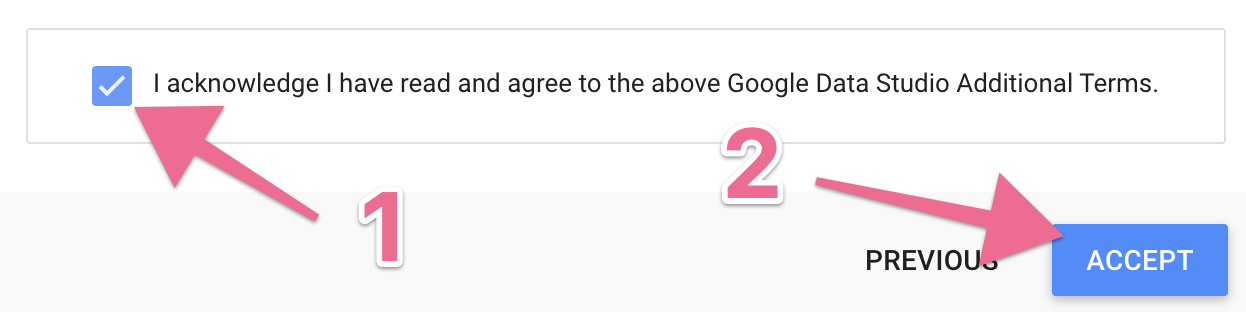 I acknowledge I have read and agree to the above Google Data Studio Additional Terms.
1
2
PREVIOUS
ACCEPT